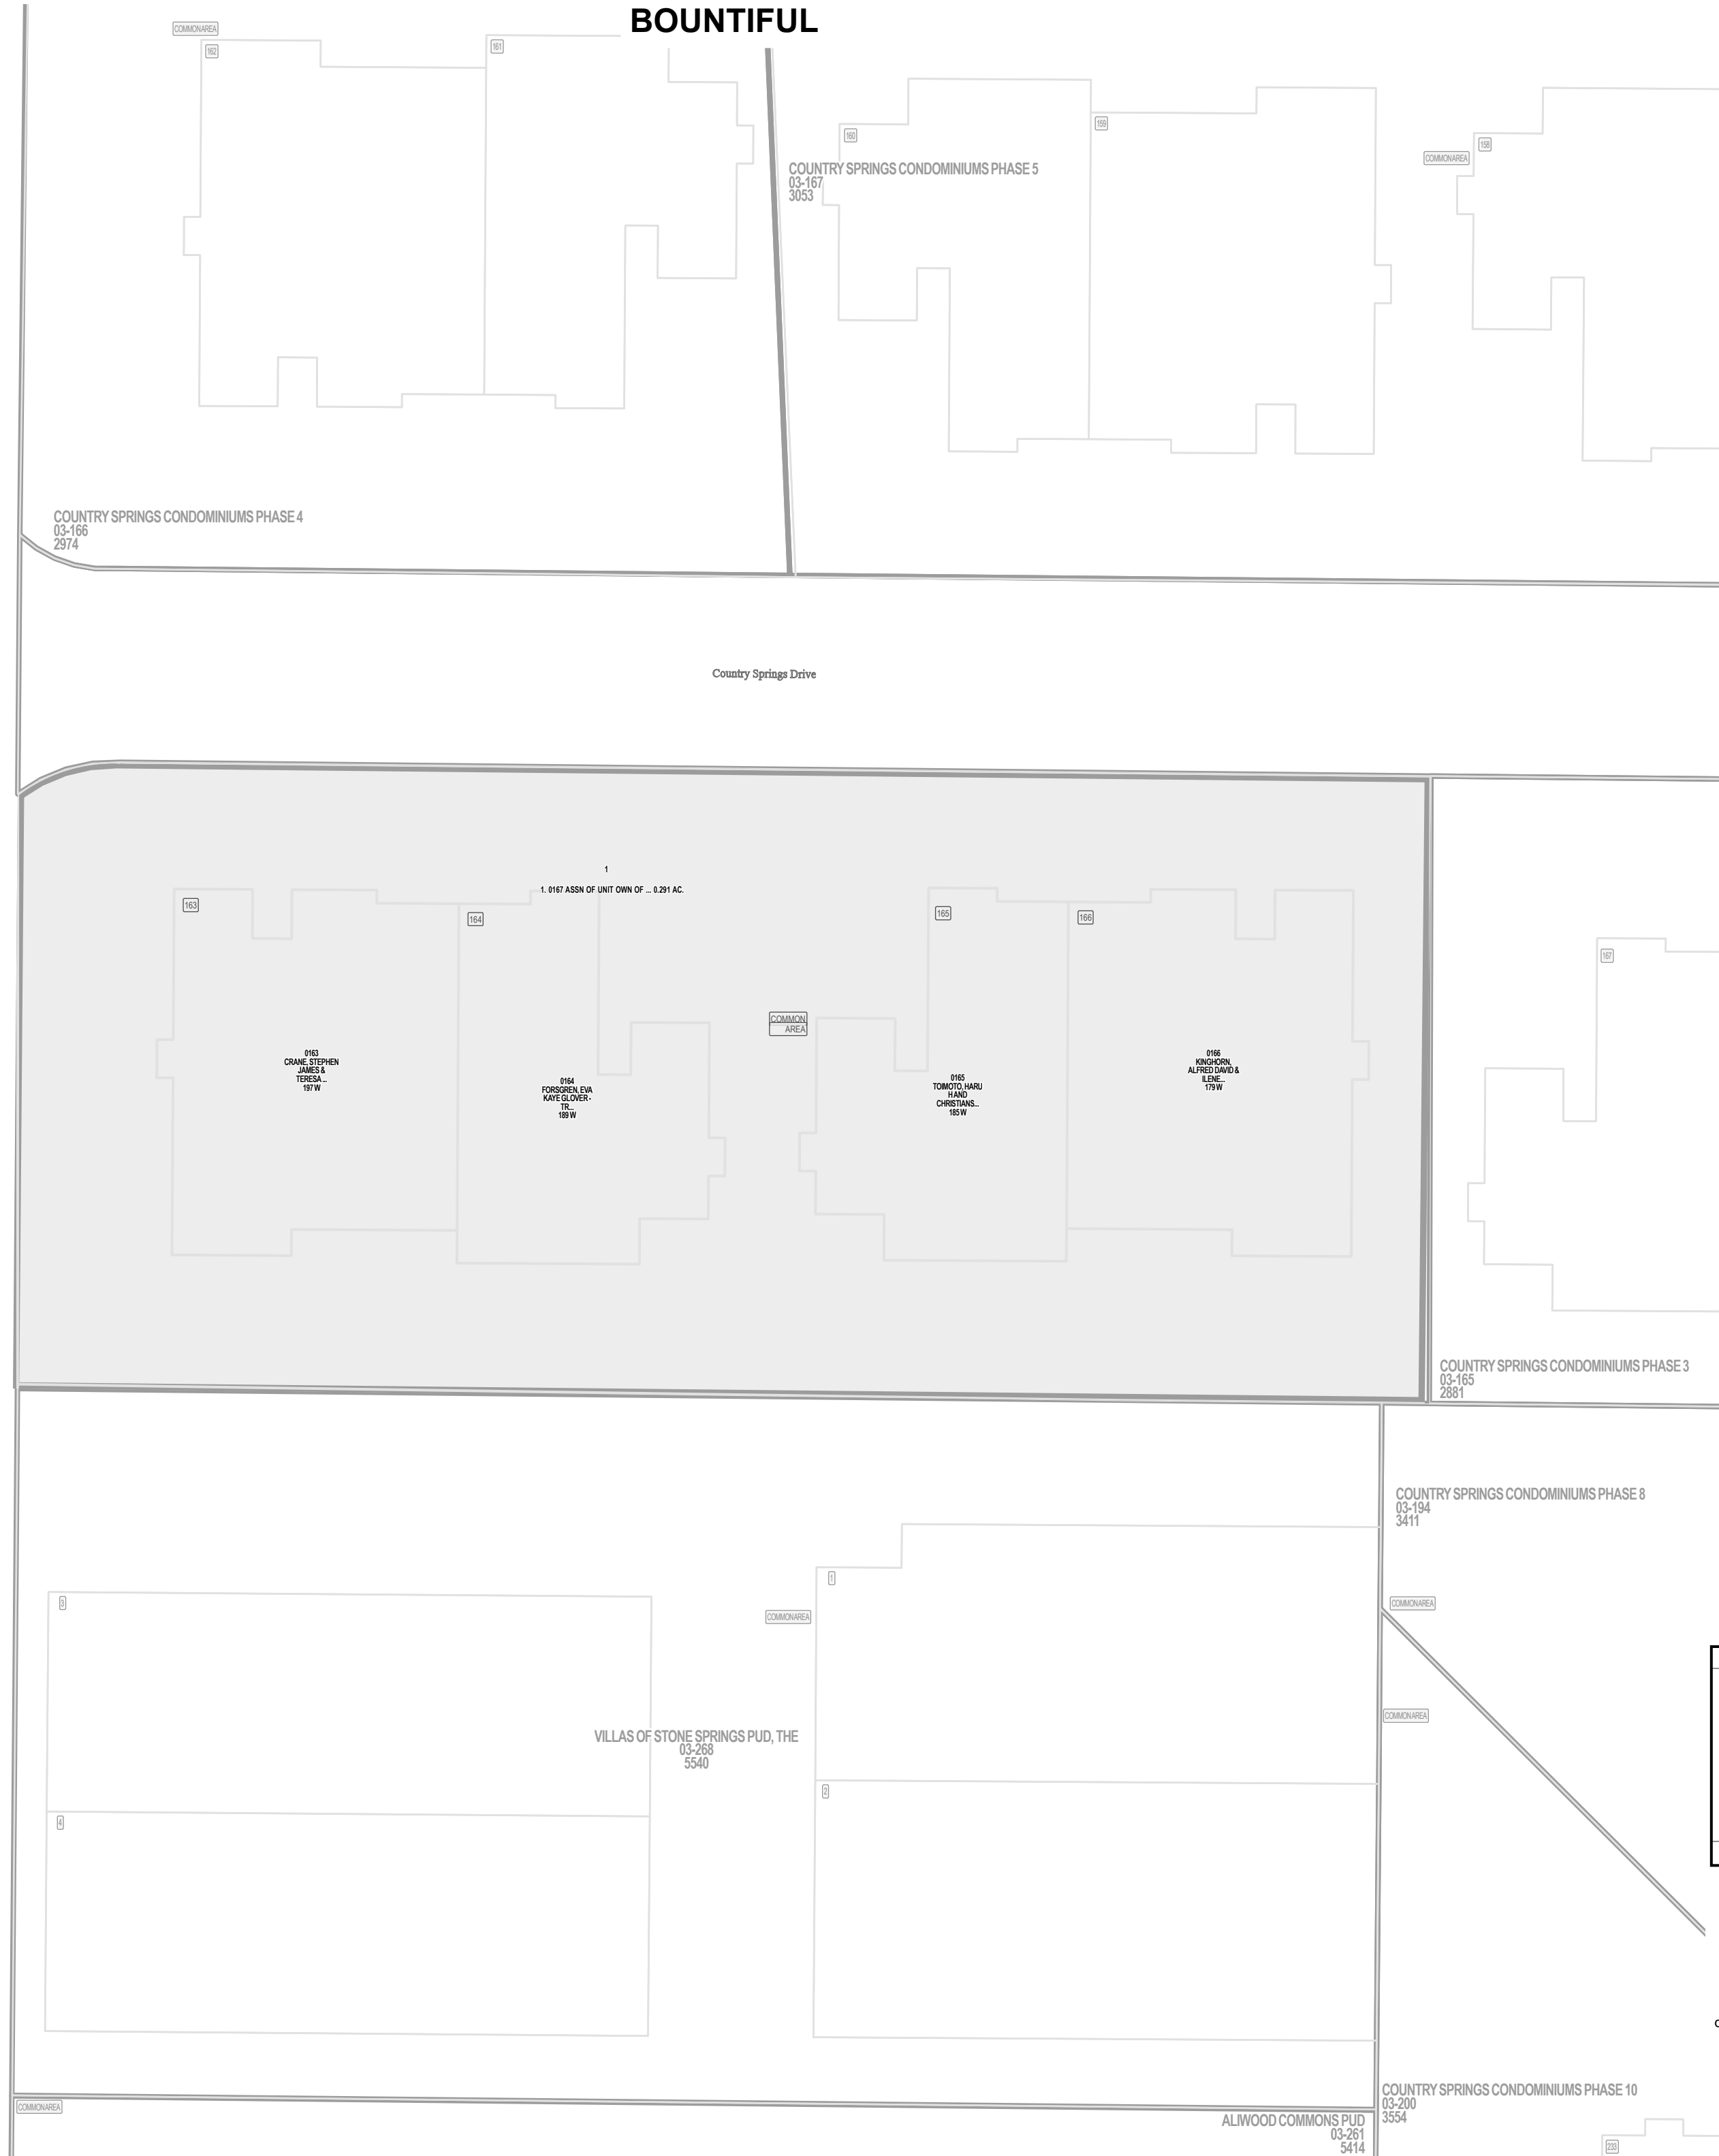 BOUNTIFUL
COMMONAREA
162
161
160
159
158
COMMONAREA
COUNTRY SPRINGS CONDOMINIUMS PHASE 5
03-167
3053
COUNTRY SPRINGS CONDOMINIUMS PHASE 4
03-166
2974
Country Springs Drive
1
1. 0167 ASSN OF UNIT OWN OF ... 0.291 AC.
163
164
165
166
167
COMMON
AREA
0163
CRANE, STEPHEN
JAMES &
TERESA ...
197 W
0164
FORSGREN, EVA
KAYE GLOVER -
TR...
189 W
0165
TOIMOTO, HARU
H AND
CHRISTIANS...
185 W
0166
KINGHORN,
ALFRED DAVID &
ILENE...
179 W
COUNTRY SPRINGS CONDOMINIUMS PHASE 3
03-165
2881
COUNTRY SPRINGS CONDOMINIUMS PHASE 8
03-194
3411
1
3
COMMONAREA
COMMONAREA
COMMONAREA
VILLAS OF STONE SPRINGS PUD, THE
03-268
5540
2
4
COMMONAREA
COUNTRY SPRINGS CONDOMINIUMS PHASE 10
03-200
3554
ALIWOOD COMMONS PUD
03-261
5414
233